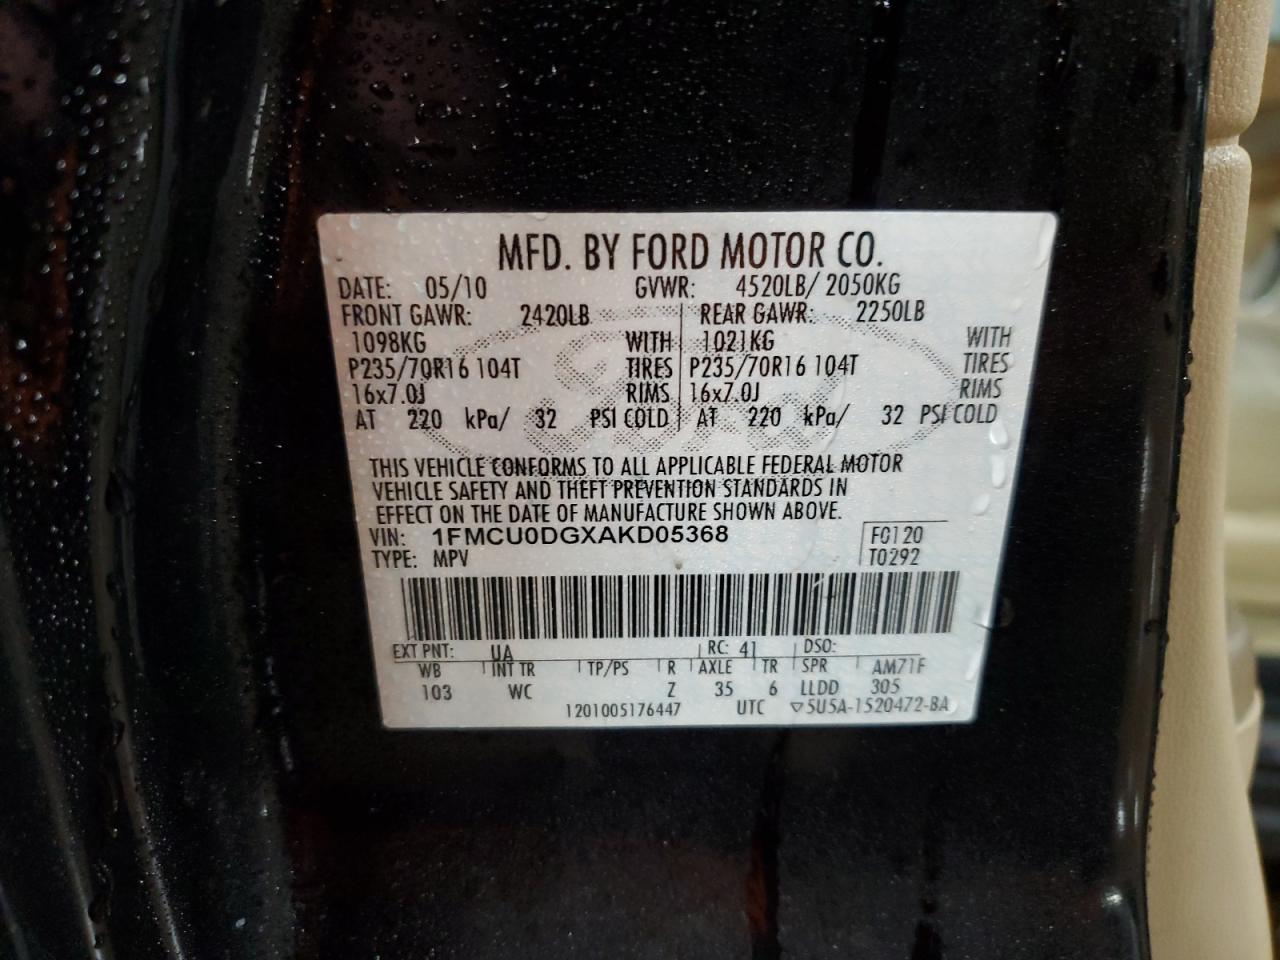 MFD. BY FORD MOTOR CO.
DATE: 05/10 GVWR: 4520LB/ 2050KG
FRONT GAWR: 2420LB REAR GAWR: 2250LB
1098KG WITH 1021KG WITH
P235/70R16 104T TIRES P235/70R16 104T TIRES
16x7.0J RIMS 16x7.0J RIMS
AT 220 kPa/ 32 PSI COLD AT 220 kPa/ 32 PSI COLD
THIS VEHICLE CONFORMS TO ALL APPLICABLE FEDERAL MOTOR
VEHICLE SAFETY AND THEFT PREVENTION STANDARDS IN
EFFECT ON THE DATE OF MANUFACTURE SHOWN ABOVE.
VIN: 1FMCU0DGXAKD05368 F0120
TYPE: MPV T0292
EXT PNT: UA RC: 41 DSO:
WB INT TR TP/PS R AXLE TR SPR AM71F
103 WC Z 35 6 LLDD 305
1201005176447 UTC ▽5U5A-1520472-BA